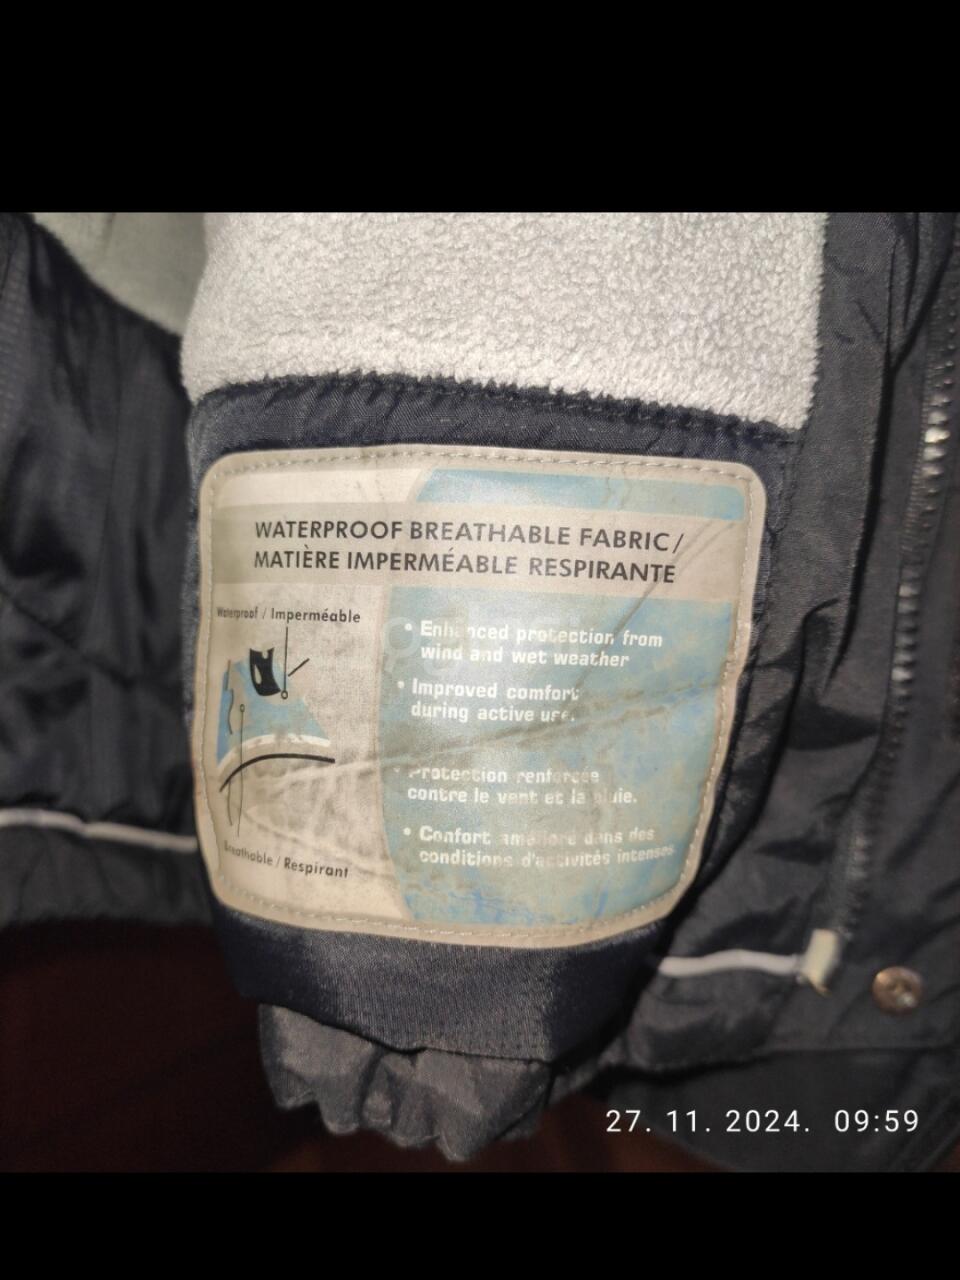 WATERPROOF BREATHABLE FABRIC/
MATIÈRE IMPERMÉABLE RESPIRANTE
Waterproof / Imperméable
• Enhanced protection from
wind and wet weather
• Improved comfort
during active use.
• Protection renforcée
contre le vent et la pluie.
• Confort amélioré dans des
conditions d'activités intenses.
Breathable / Respirant
27. 11. 2024. 09:59